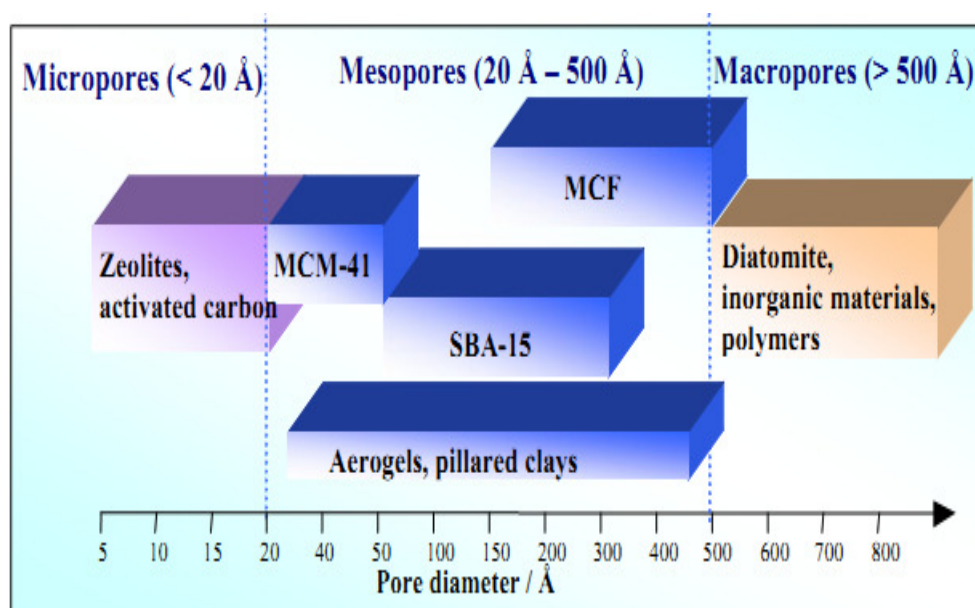 Micropores (< 20 Å)
Mesopores (20 Å – 500 Å)
Macropores (> 500 Å)
MCF
Zeolites,
activated carbon
MCM-41
Diatomite,
inorganic materials,
polymers
SBA-15
Aerogels, pillared clays
5 10 15 20 40 50 100 150 200 300 400 500 600 700 800
Pore diameter / Å